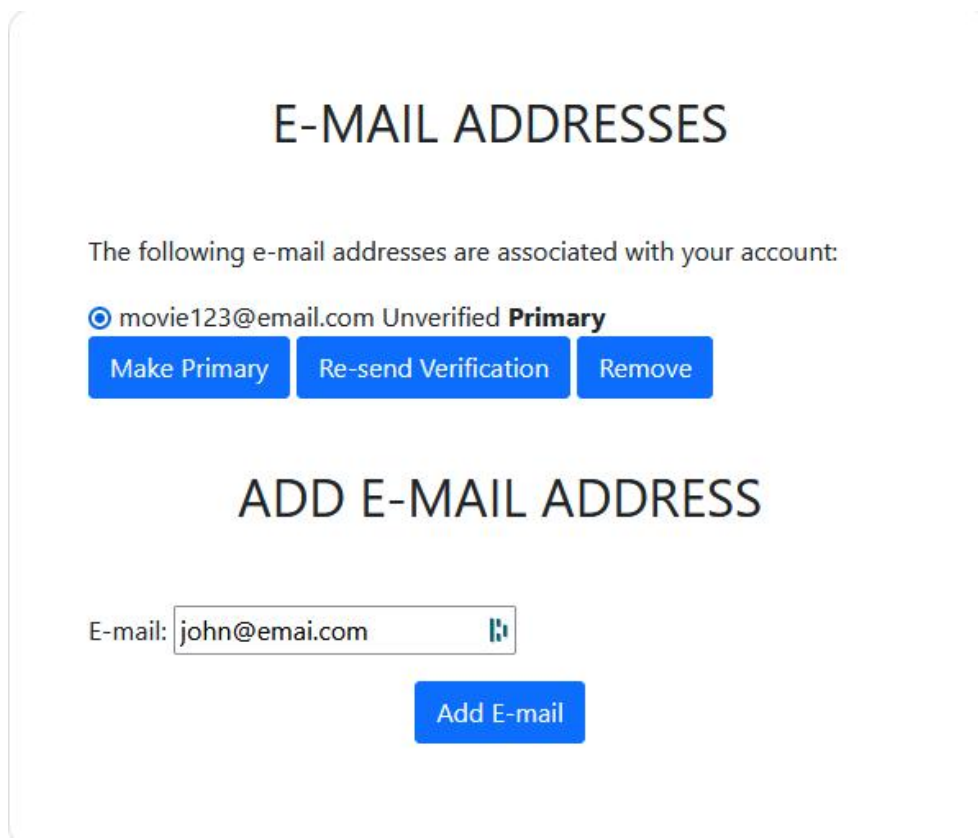 E-MAIL ADDRESSES
The following e-mail addresses are associated with your account:
movie123@email.com Unverified Primary
Make Primary Re-send Verification Remove
ADD E-MAIL ADDRESS
E-mail: john@emai.com
Add E-mail